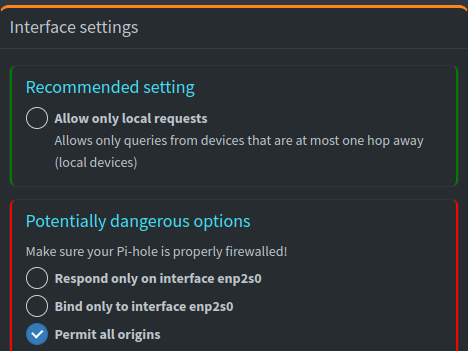 Interface settings
Recommended setting
Allow only local requests
Allows only queries from devices that are at most one hop away
(local devices)
Potentially dangerous options
Make sure your Pi-hole is properly firewalled!
Respond only on interface enp2s0
Bind only to interface enp2s0
Permit all origins